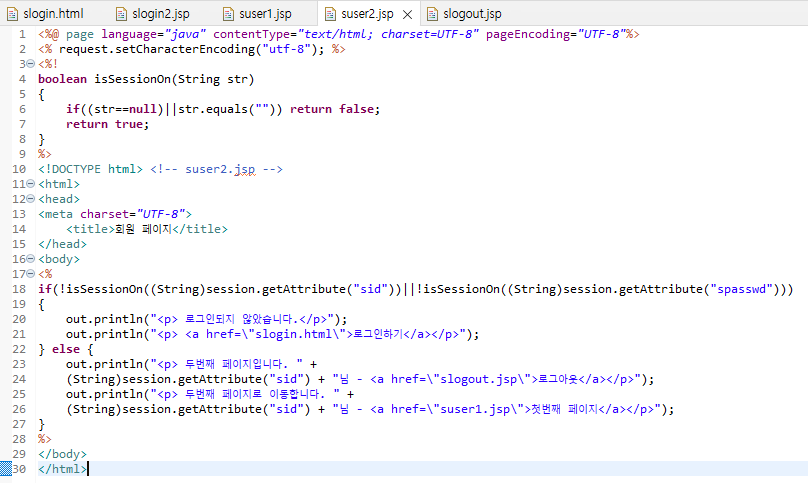 slogin.html slogin2.jsp suser1.jsp suser2.jsp slogout.jsp
1 <%@ page language="java" contentType="text/html; charset=UTF-8" pageEncoding="UTF-8"%>
2 <% request.setCharacterEncoding("utf-8"); %>
3 <%!
4 boolean isSessionOn(String str)
5 {
6 if((str==null)||str.equals("")) return false;
7 return true;
8 }
9 %>
10 <!DOCTYPE html> <!-- suser2.jsp -->
11 <html>
12 <head>
13 <meta charset="UTF-8">
14 <title>회원 페이지</title>
15 </head>
16 <body>
17 <%
18 if(!isSessionOn((String)session.getAttribute("sid"))||!isSessionOn((String)session.getAttribute("spasswd")))
19 {
20 out.println("<p> 로그인되지 않았습니다.</p>");
21 out.println("<p> <a href=\"slogin.html\">로그인하기</a></p>");
22 } else {
23 out.println("<p> 두번째 페이지입니다. " +
24 (String)session.getAttribute("sid") + "님 - <a href=\"slogout.jsp\">로그아웃</a></p>");
25 out.println("<p> 두번째 페이지로 이동합니다. " +
26 (String)session.getAttribute("sid") + "님 - <a href=\"suser1.jsp\">첫번째 페이지</a></p>");
27 }
28 %>
29 </body>
30 </html>